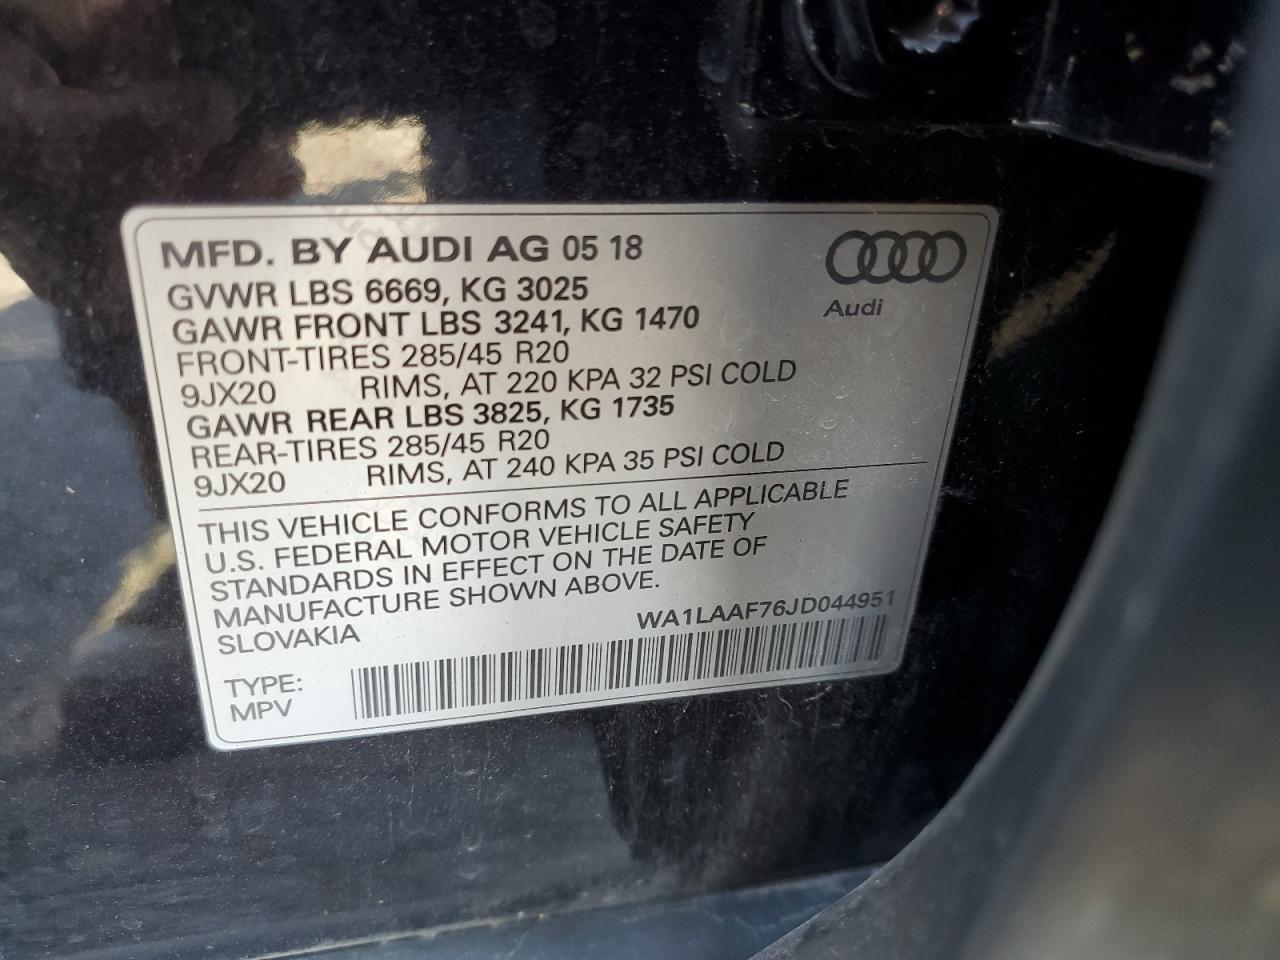 MFD. BY AUDI AG 05 18
Audi
GVWR LBS 6669, KG 3025
GAWR FRONT LBS 3241, KG 1470
FRONT-TIRES 285/45 R20
9JX20 RIMS, AT 220 KPA 32 PSI COLD
GAWR REAR LBS 3825, KG 1735
REAR-TIRES 285/45 R20
9JX20 RIMS, AT 240 KPA 35 PSI COLD
THIS VEHICLE CONFORMS TO ALL APPLICABLE
U.S. FEDERAL MOTOR VEHICLE SAFETY
STANDARDS IN EFFECT ON THE DATE OF
MANUFACTURE SHOWN ABOVE.
SLOVAKIA WA1LAAF76JD044951
TYPE:
MPV